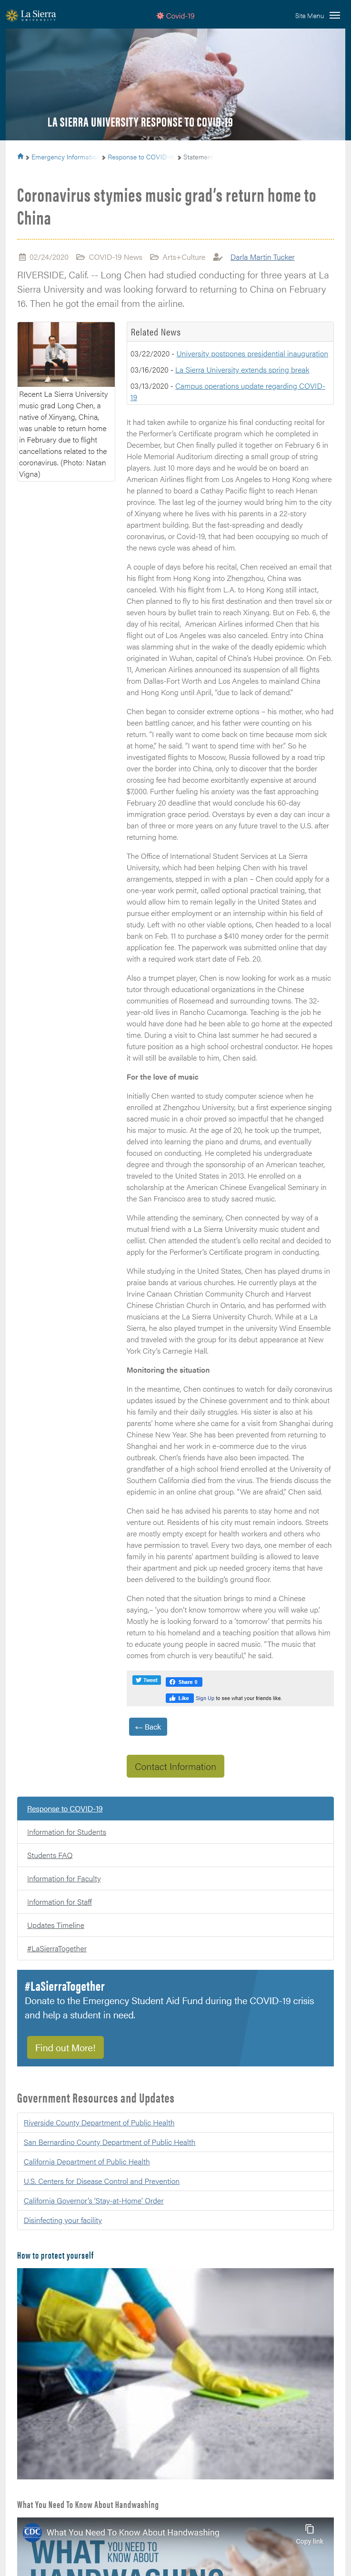 La Sierra
UNIVERSITY
Covid-19
Site Menu
LA SIERRA UNIVERSITY RESPONSE TO COVID-19
Emergency Information
Response to COVID-19
Statement
Coronavirus stymies music grad's return home to
China
02/24/2020 COVID-19 News Arts+Culture Darla Martin Tucker
RIVERSIDE, Calif. -- Long Chen had studied conducting for three years at La
Sierra University and was looking forward to returning to China on February
16. Then he got the email from the airline.
Recent La Sierra University
music grad Long Chen, a
native of Xinyang, China,
was unable to return home
in February due to flight
cancellations related to the
coronavirus. (Photo: Natan
Vigna)
Related News
03/22/2020 - University postpones presidential inauguration
03/16/2020 - La Sierra University extends spring break
03/13/2020 - Campus operations update regarding COVID-
19
It had taken awhile to organize his final conducting recital for
the Performer's Certificate program which he completed in
December, but Chen finally pulled it together on February 6 in
Hole Memorial Auditorium directing a small group of string
players. Just 10 more days and he would be on board an
American Airlines flight from Los Angeles to Hong Kong where
he planned to board a Cathay Pacific flight to reach Henan
province. The last leg of the journey would bring him to the city
of Xinyang where he lives with his parents in a 22-story
apartment building. But the fast-spreading and deadly
coronavirus, or Covid-19, that had been occupying so much of
the world had other plans for him.
A couple of days before his recital, Chen received an email that
his flight from Hong Kong into Zhengzhou, China was
canceled. With his flight from L.A. to Hong Kong still intact,
Chen planned to fly to his first destination and then travel six or
seven hours by bullet train to reach Xinyang. But on Feb. 6, the
day of his recital, American Airlines informed Chen that his
flight out of Los Angeles was also canceled. Entry into China
was slamming shut in the wake of the deadly epidemic which
originated in Wuhan, capital of China's Hubei province. On Feb.
11, American Airlines announced its suspension of all flights
from Dallas-Fort Worth and Los Angeles to mainland China
and Hong Kong until April, "due to lack of demand."
Chen began to consider extreme options – his mother, who had
been battling cancer, and his father were counting on his
return. "I really want to come back on time because mom sick
at home," he said. "I want to spend time with her." So he
investigated flights to Moscow, Russia followed by a road trip
over the border into China, only to discover that the border
crossing fee had become exorbitantly expensive at around
$7,000. Further fueling his anxiety was the fast approaching
February 20 deadline that would conclude his 60-day
immigration grace period. Overstays by even a day can incur a
ban of three or more years on any future travel to the U.S. after
returning home.
The Office of International Student Services at La Sierra
University, which had been helping Chen with his travel
arrangements, stepped in with a plan – Chen could apply for a
one-year work permit, called optional practical training, that
would allow him to remain legally in the United States and
pursue either employment or an internship within his field of
study. Left with no other viable options, Chen headed to a local
bank on Feb. 11 to purchase a $410 money order for the permit
application fee. The paperwork was submitted online that day
with a required work start date of Feb. 20.
Also a trumpet player, Chen is now looking for work as a music
tutor through educational organizations in the Chinese
communities of Rosemead and surrounding towns. The 32-
year-old lives in Rancho Cucamonga. Teaching is the job he
would have done had he been able to go home at the expected
time. During a visit to China last summer he had secured a
future position as a high school orchestral conductor. He hopes
it will still be available to him, Chen said.
For the love of music
Initially Chen wanted to study computer science when he
enrolled at Zhengzhou University, but a first experience singing
sacred music in a choir proved so impactful that he changed
his major to music. At the age of 20, he took up the trumpet,
delved into learning the piano and drums, and eventually
focused on conducting. He completed his undergraduate
degree and through the sponsorship of an American teacher,
traveled to the United States in 2013. He enrolled on a
scholarship at the American Chinese Evangelical Seminary in
the San Francisco area to study sacred music.
While attending the seminary, Chen connected by way of a
mutual friend with a La Sierra University music student and
cellist. Chen attended the student's cello recital and decided to
apply for the Performer's Certificate program in conducting.
While studying in the United States, Chen has played drums in
praise bands at various churches. He currently plays at the
Irvine Canaan Christian Community Church and Harvest
Chinese Christian Church in Ontario, and has performed with
musicians at the La Sierra University Church. While at a La
Sierra, he also played trumpet in the university Wind Ensemble
and traveled with the group for its debut appearance at New
York City's Carnegie Hall.
Monitoring the situation
In the meantime, Chen continues to watch for daily coronavirus
updates issued by the Chinese government and to think about
his family and their daily struggles. His sister is also at his
parents' home where she came for a visit from Shanghai during
Chinese New Year. She has been prevented from returning to
Shanghai and her work in e-commerce due to the virus
outbreak. Chen's friends have also been impacted. The
grandfather of a high school friend enrolled at the University of
Southern California died from the virus. The friends discuss the
epidemic in an online chat group. "We are afraid," Chen said.
Chen said he has advised his parents to stay home and not
venture out. Residents of his city must remain indoors. Streets
are mostly empty except for health workers and others who
have permission to travel. Every two days, one member of each
family in his parents' apartment building is allowed to leave
their apartment and pick up needed grocery items that have
been delivered to the building's ground floor.
Chen noted that the situation brings to mind a Chinese
saying,– 'you don't know tomorrow where you will wake up.'
Mostly he is looking forward to a 'tomorrow' that permits his
return to his homeland and a teaching position that allows him
to educate young people in sacred music. "The music that
comes from church is very beautiful," he said.
Tweet
Share 0
Like Sign Up to see what your friends like.
← Back
Contact Information
Response to COVID-19
Information for Students
Students FAQ
Information for Faculty
Information for Staff
Updates Timeline
#LaSierraTogether
#LaSierraTogether
Donate to the Emergency Student Aid Fund during the COVID-19 crisis
and help a student in need.
Find out More!
Government Resources and Updates
Riverside County Department of Public Health
San Bernardino County Department of Public Health
California Department of Public Health
U.S. Centers for Disease Control and Prevention
California Governor's 'Stay-at-Home' Order
Disinfecting your facility
How to protect yourself
What You Need To Know About Handwashing
CDC What You Need To Know About Handwashing
Copy link
WHAT YOU NEED TO
KNOW ABOUT
HANDWASHING